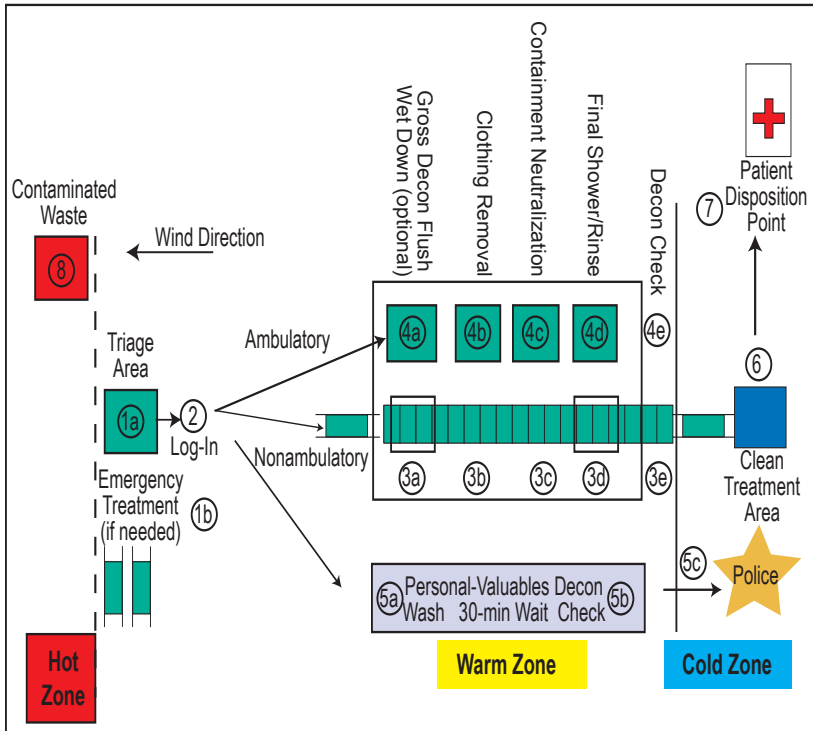 Gross Decon Flush
Wet Down (optional)
Clothing Removal
Containment Neutralization
Final Shower/Rinse
Decon Check
Patient
Disposition
Point
7
Contaminated
Waste
8
Wind Direction
4a
4b
4c
4d
4e
Ambulatory
6
Triage
Area
1a
2
Log-In
Nonambulatory
3a
3b
3c
3d
3e
Clean
Treatment
Area
Emergency
Treatment
(if needed)
1b
5a
Personal-Valuables Decon
Wash 30-min Wait Check
5b
5c
Police
Hot
Zone
Warm Zone
Cold Zone